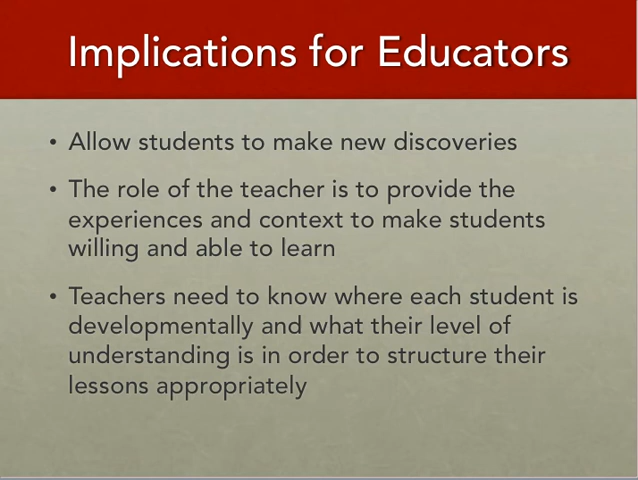 Implications for Educators
• Allow students to make new discoveries
• The role of the teacher is to provide the
experiences and context to make students
willing and able to learn
• Teachers need to know where each student is
developmentally and what their level of
understanding is in order to structure their
lessons appropriately